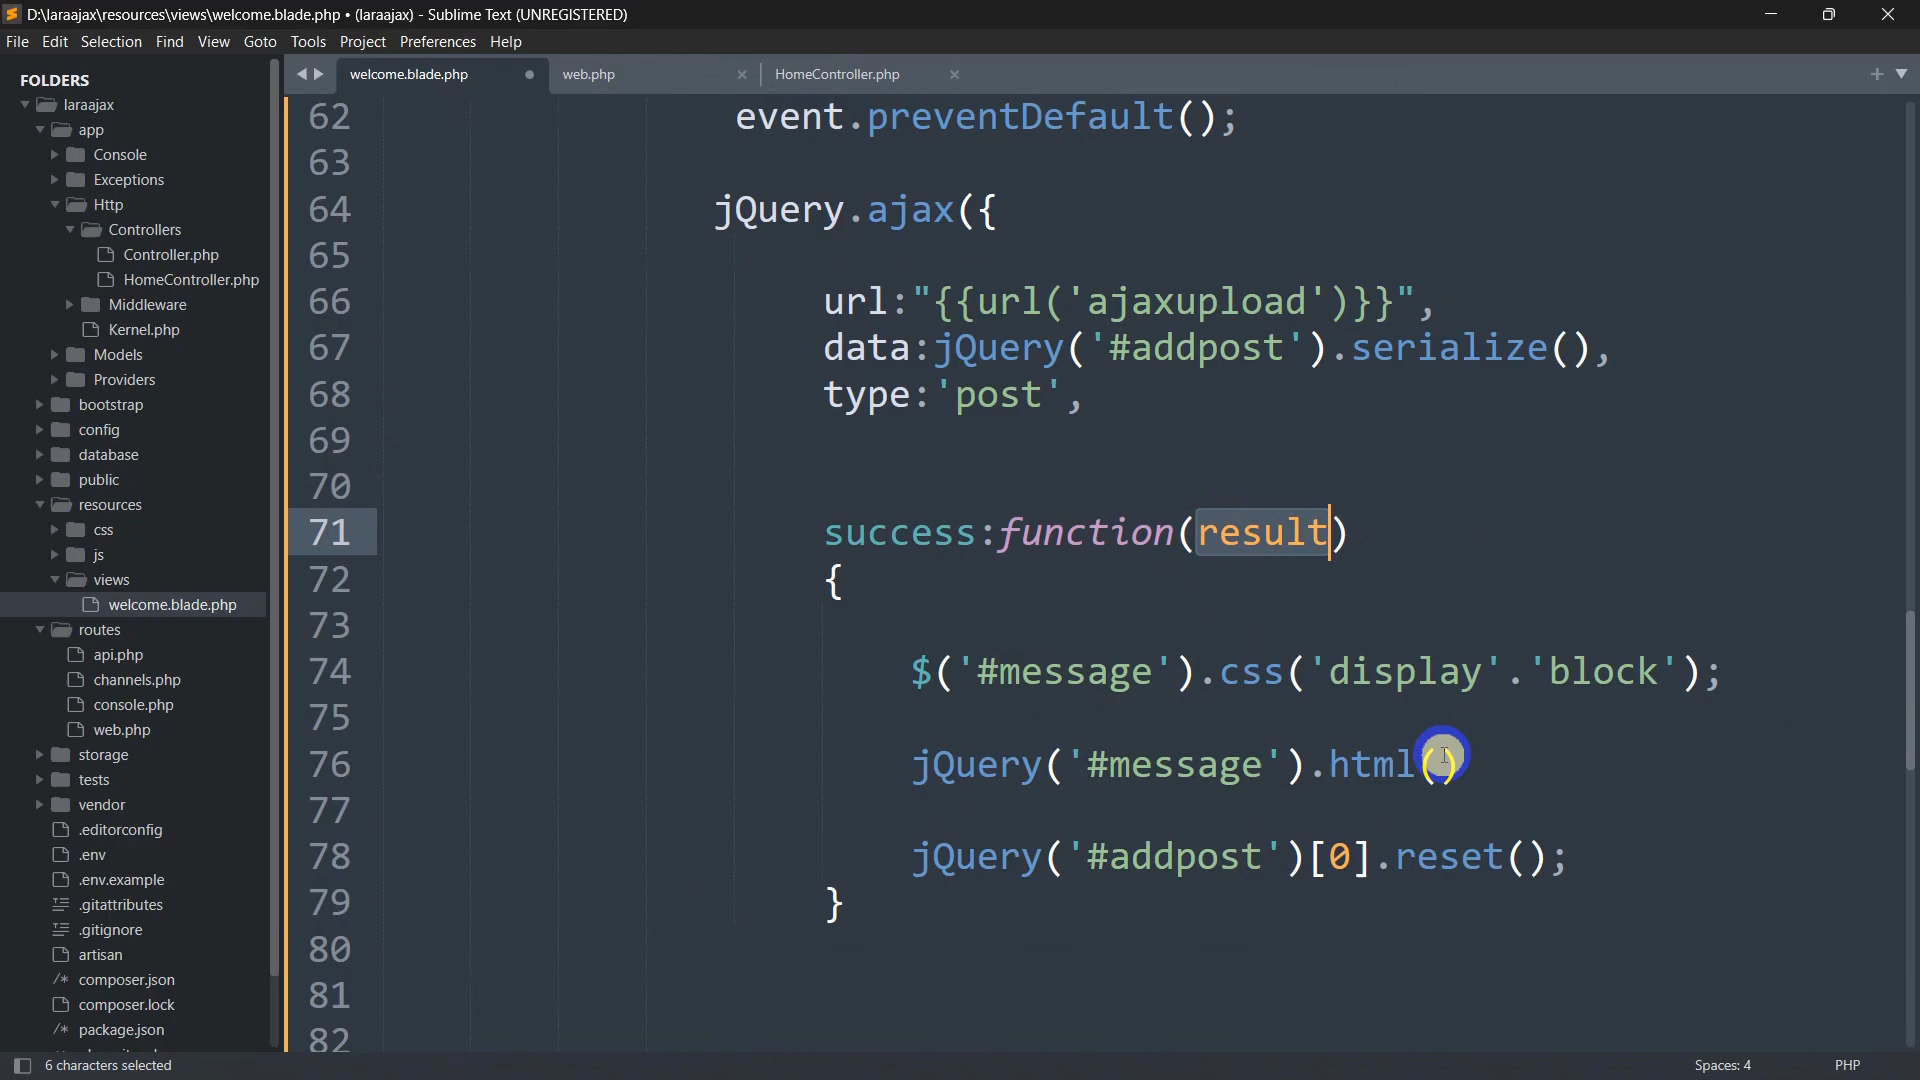 D:\laraajax\resources\views\welcome.blade.php • (laraajax) - Sublime Text (UNREGISTERED)
File Edit Selection Find View Goto Tools Project Preferences Help
FOLDERS
laraajax
app
Console
Exceptions
Http
Controllers
Controller.php
HomeController.php
Middleware
Kernel.php
Models
Providers
bootstrap
config
database
public
resources
css
js
views
welcome.blade.php
routes
api.php
channels.php
console.php
web.php
storage
tests
vendor
.editorconfig
.env
.env.example
.gitattributes
.gitignore
artisan
composer.json
composer.lock
package.json
welcome.blade.php web.php HomeController.php
62 event.preventDefault();
63
64 jQuery.ajax({
65
66 url:"{{url('ajaxupload')}}",
67 data:jQuery('#addpost').serialize(),
68 type:'post',
69
70
71 success:function(result)
72 {
73
74 $('#message').css('display'.'block');
75
76 jQuery('#message').html()
77
78 jQuery('#addpost')[0].reset();
79 }
80
81
82
6 characters selected Spaces: 4 PHP